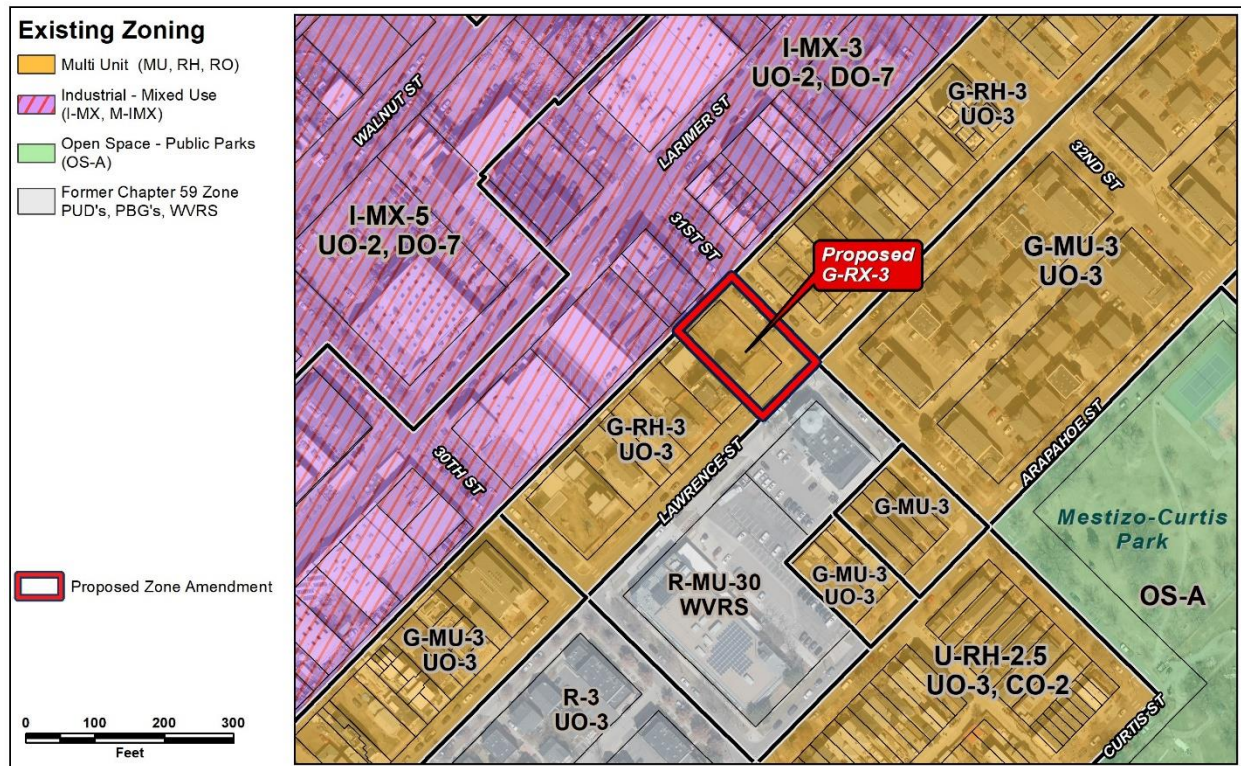 Existing Zoning
Multi Unit (MU, RH, RO)
Industrial - Mixed Use
(I-MX, M-IMX)
Open Space - Public Parks
(OS-A)
Former Chapter 59 Zone
PUD's, PBG's, WVRS
Proposed Zone Amendment
0 100 200 300
Feet
WALNUT ST
LARIMER ST
I-MX-3
UO-2, DO-7
G-RH-3
UO-3
32ND ST
I-MX-5
UO-2, DO-7
31ST ST
Proposed
G-RX-3
G-MU-3
UO-3
30TH ST
G-RH-3
UO-3
LAWRENCE ST
ARAPAHOE ST
G-MU-3
Mestizo-Curtis
Park
OS-A
G-MU-3
UO-3
R-MU-30
WVRS
G-MU-3
UO-3
R-3
UO-3
U-RH-2.5
UO-3, CO-2
CURTIS ST